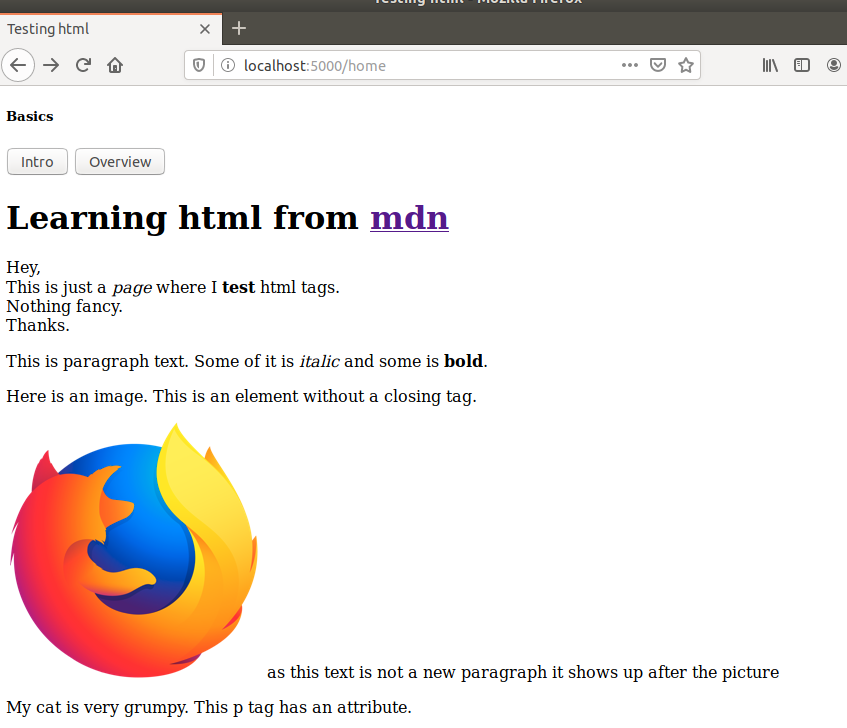 Testing html - Mozilla Firefox
Testing html
localhost:5000/home
Basics
Intro Overview
Learning html from mdn
Hey,
This is just a page where I test html tags.
Nothing fancy.
Thanks.
This is paragraph text. Some of it is italic and some is bold.
Here is an image. This is an element without a closing tag.
as this text is not a new paragraph it shows up after the picture
My cat is very grumpy. This p tag has an attribute.